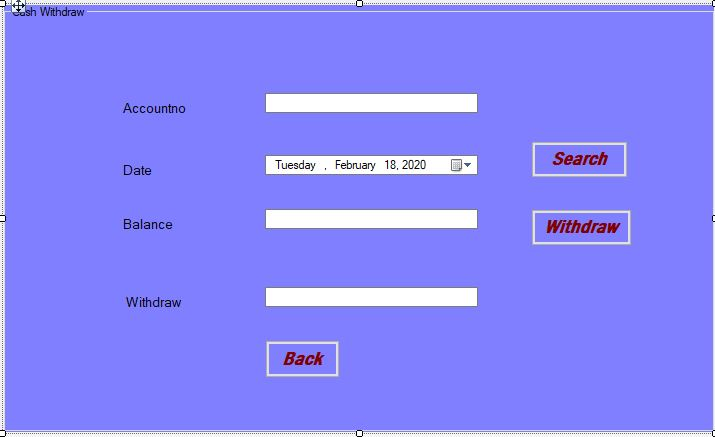 Cash Withdraw
Accountno
Tuesday , February 18, 2020
Date
Search
Balance
Withdraw
Withdraw
Back